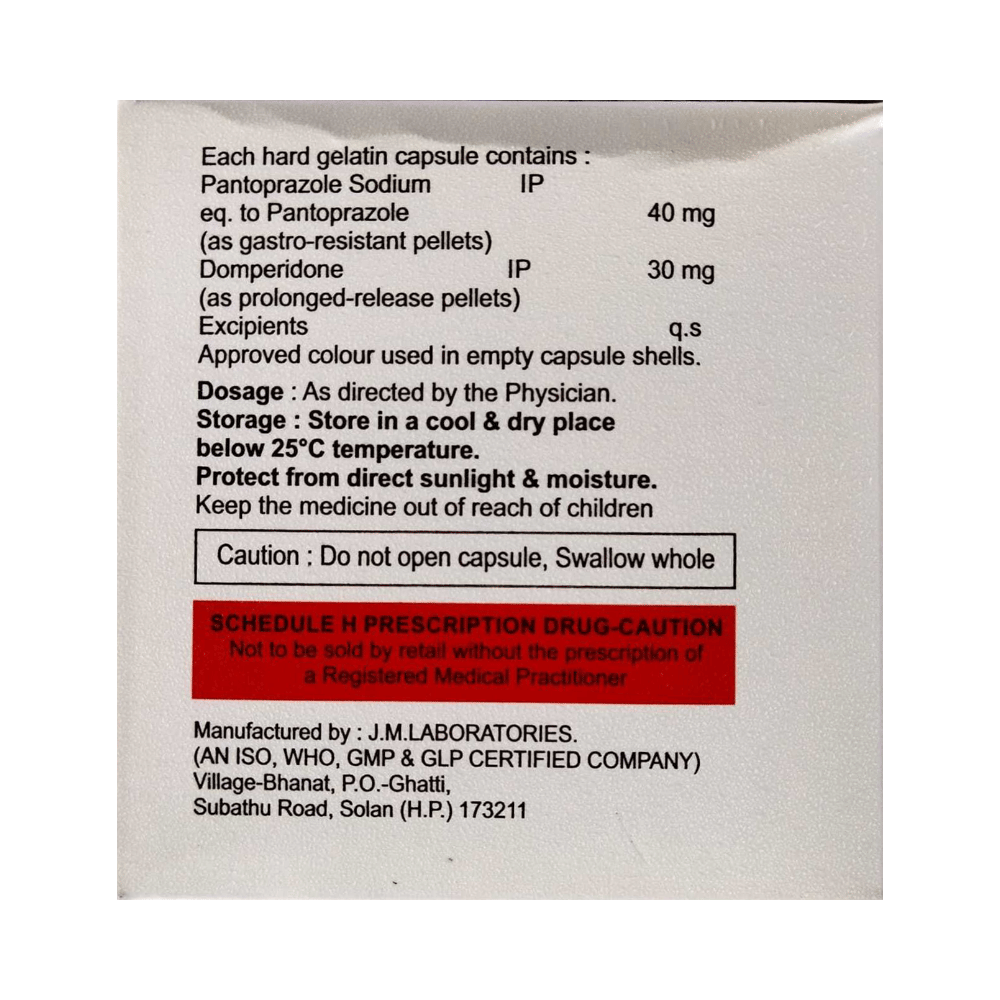 Each hard gelatin capsule contains :
Pantoprazole Sodium IP
eq. to Pantoprazole 40 mg
(as gastro-resistant pellets)
Domperidone IP 30 mg
(as prolonged-release pellets)
Excipients q.s
Approved colour used in empty capsule shells.
Dosage : As directed by the Physician.
Storage : Store in a cool & dry place
below 25°C temperature.
Protect from direct sunlight & moisture.
Keep the medicine out of reach of children
Caution : Do not open capsule, Swallow whole
SCHEDULE H PRESCRIPTION DRUG-CAUTION
Not to be sold by retail without the prescription of
a Registered Medical Practitioner
Manufactured by : J.M.LABORATORIES.
(AN ISO, WHO, GMP & GLP CERTIFIED COMPANY)
Village-Bhanat, P.O.-Ghatti,
Subathu Road, Solan (H.P.) 173211